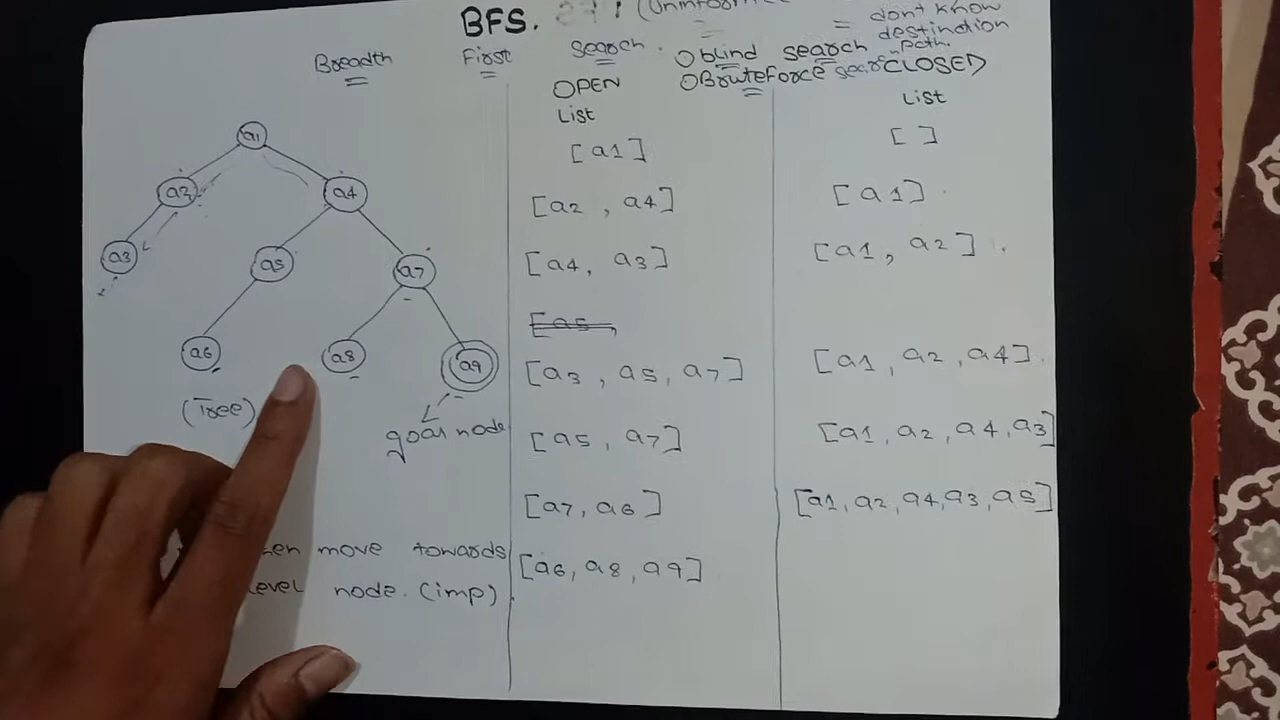 BFS.
= don't know
destination
path.
Breadth First Search.
○ blind search
○ Bruteforce search
OPEN
List
CLOSED
List
a1
a2
a4
a3
a5
a7
a6
a8
a9
(Tree)
goal node
move towards
level node. (imp)
[a1]
[ ]
[a2, a4]
[a1].
[a4, a3]
[a1, a2].
[a5,
[a3, a5, a7]
[a1, a2, a4].
[a5, a7]
[a1, a2, a4, a3]
[a7, a6]
[a1, a2, a4, a3, a5]
[a6, a8, a9]